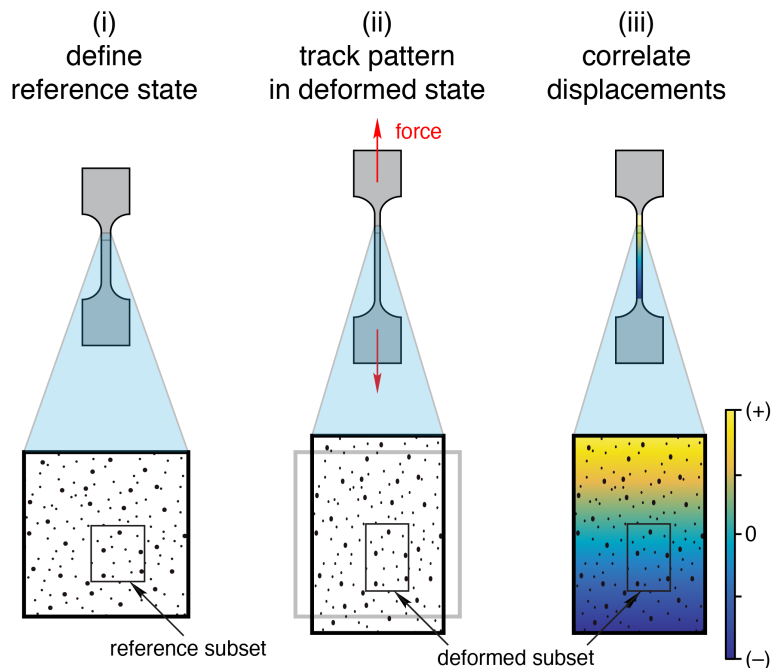 (i)
define
reference state
(ii)
track pattern
in deformed state
(iii)
correlate
displacements
force
(+)
0
(–)
reference subset
deformed subset